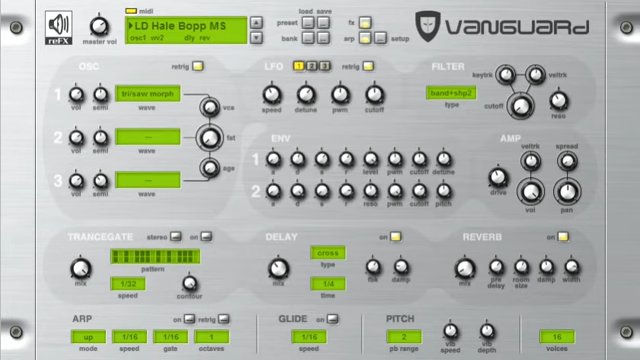 midi
load save
LD Hale Bopp MS
osc1 wv2 dly rev
preset
bank
fx
arp
setup
VANGUARD
reFX
master vol
OSC
retrig
1
vol
semi
tri/saw morph
wave
vcs
2
vol
semi
---
wave
fat
3
vol
semi
---
wave
age
LFO
1 2 3
retrig
speed
detune
pwm
cutoff
FILTER
keytrk
veltrk
band+shp2
type
cutoff
reso
ENV
1
a d s r level pwm cutoff detune
2
a d s r reso pwm cutoff pitch
AMP
veltrk
spread
drive
vol
pan
TRANCEGATE
stereo
on
mix
pattern
1/32
speed
contour
DELAY
on
mix
cross
type
1/4
time
fbk
damp
REVERB
on
mix
pre delay
room size
damp
width
ARP
on
retrig
up
mode
1/16
speed
1/16
gate
1
octaves
GLIDE
on
1/16
speed
PITCH
2
pb range
vib speed
vib depth
16
voices